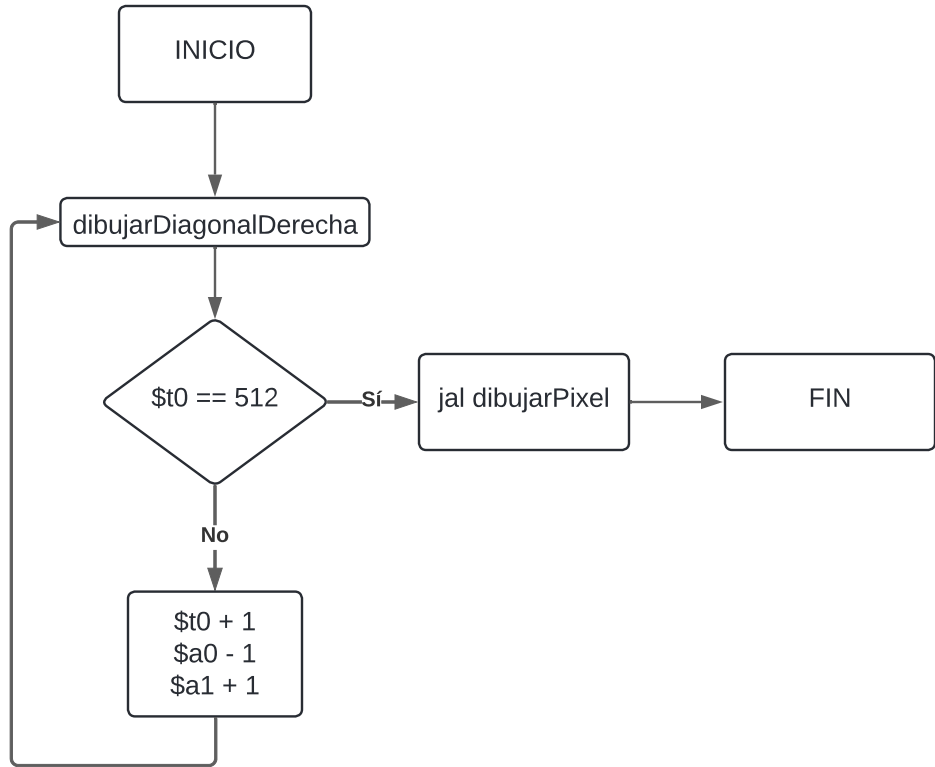 INICIO
dibujarDiagonalDerecha
$t0 == 512
Sí
jal dibujarPixel
FIN
No
$t0 + 1
$a0 - 1
$a1 + 1